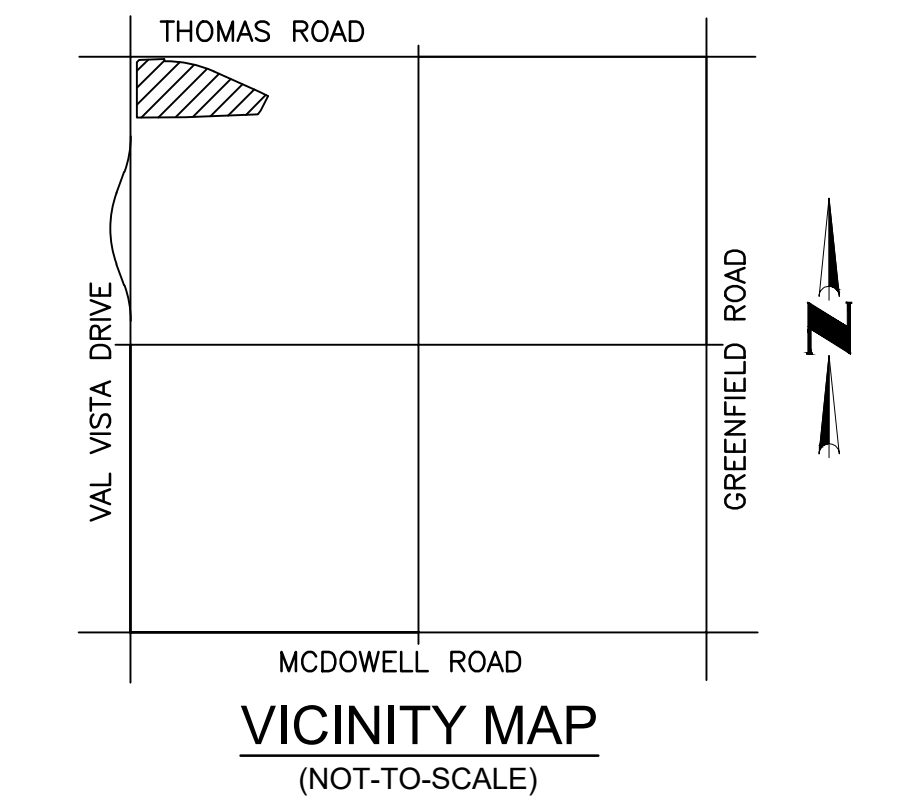 THOMAS ROAD
VAL VISTA DRIVE
GREENFIELD ROAD
N
MCDOWELL ROAD
VICINITY MAP
(NOT-TO-SCALE)